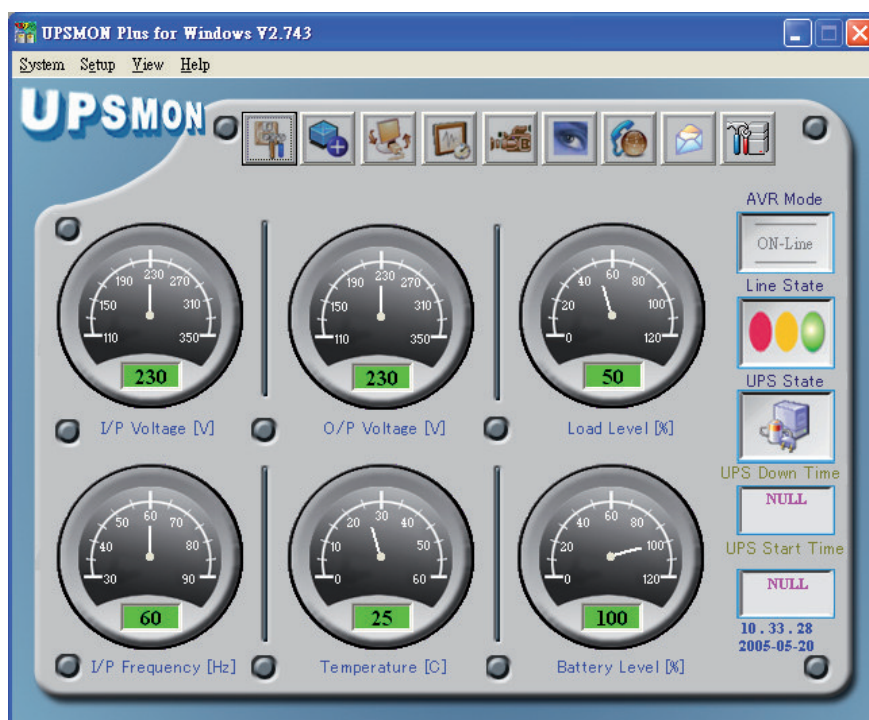 UPSMON Plus for Windows V2.743
System Setup View Help
UPSMON
AVR Mode
ON-Line
Line State
UPS State
UPS Down Time
NULL
UPS Start Time
NULL
10 . 33 . 28
2005-05-20
110 150 190 230 270 310 350
230
I/P Voltage [V]
110 150 190 230 270 310 350
230
O/P Voltage [V]
0 20 40 60 80 100 120
50
Load Level [%]
30 40 50 60 70 80 90
60
I/P Frequency [Hz]
0 10 20 30 40 50 60
25
Temperature [C]
0 20 40 60 80 100 120
100
Battery Level [%]